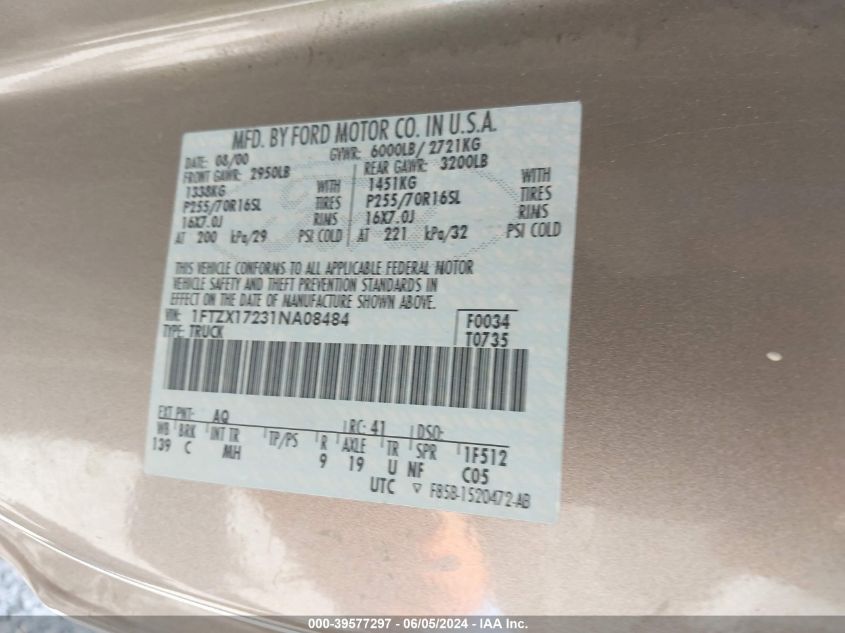 MFD. BY FORD MOTOR CO. IN U.S.A.
DATE: 08/00 GVWR: 6000LB/ 2721KG
FRONT GAWR: 2950LB REAR GAWR: 3200LB
1338KG WITH 1451KG WITH
P255/70R16SL TIRES P255/70R16SL TIRES
16X7.0J RIMS 16X7.0J RIMS
AT 200 kPa/29 PSI COLD AT 221 kPa/32 PSI COLD
THIS VEHICLE CONFORMS TO ALL APPLICABLE FEDERAL MOTOR
VEHICLE SAFETY AND THEFT PREVENTION STANDARDS IN
EFFECT ON THE DATE OF MANUFACTURE SHOWN ABOVE.
VIN: 1FTZX17231NA08484 F0034
TYPE: TRUCK T0735
EXT PNT: AQ RC: 41 DSO:
WB BRK INT TR TP/PS R AXLE TR SPR 1F512
139 C MH 9 19 U NF C05
UTC ▽ F85B-1520472-AB
000-39577297 - 06/05/2024 - IAA Inc.